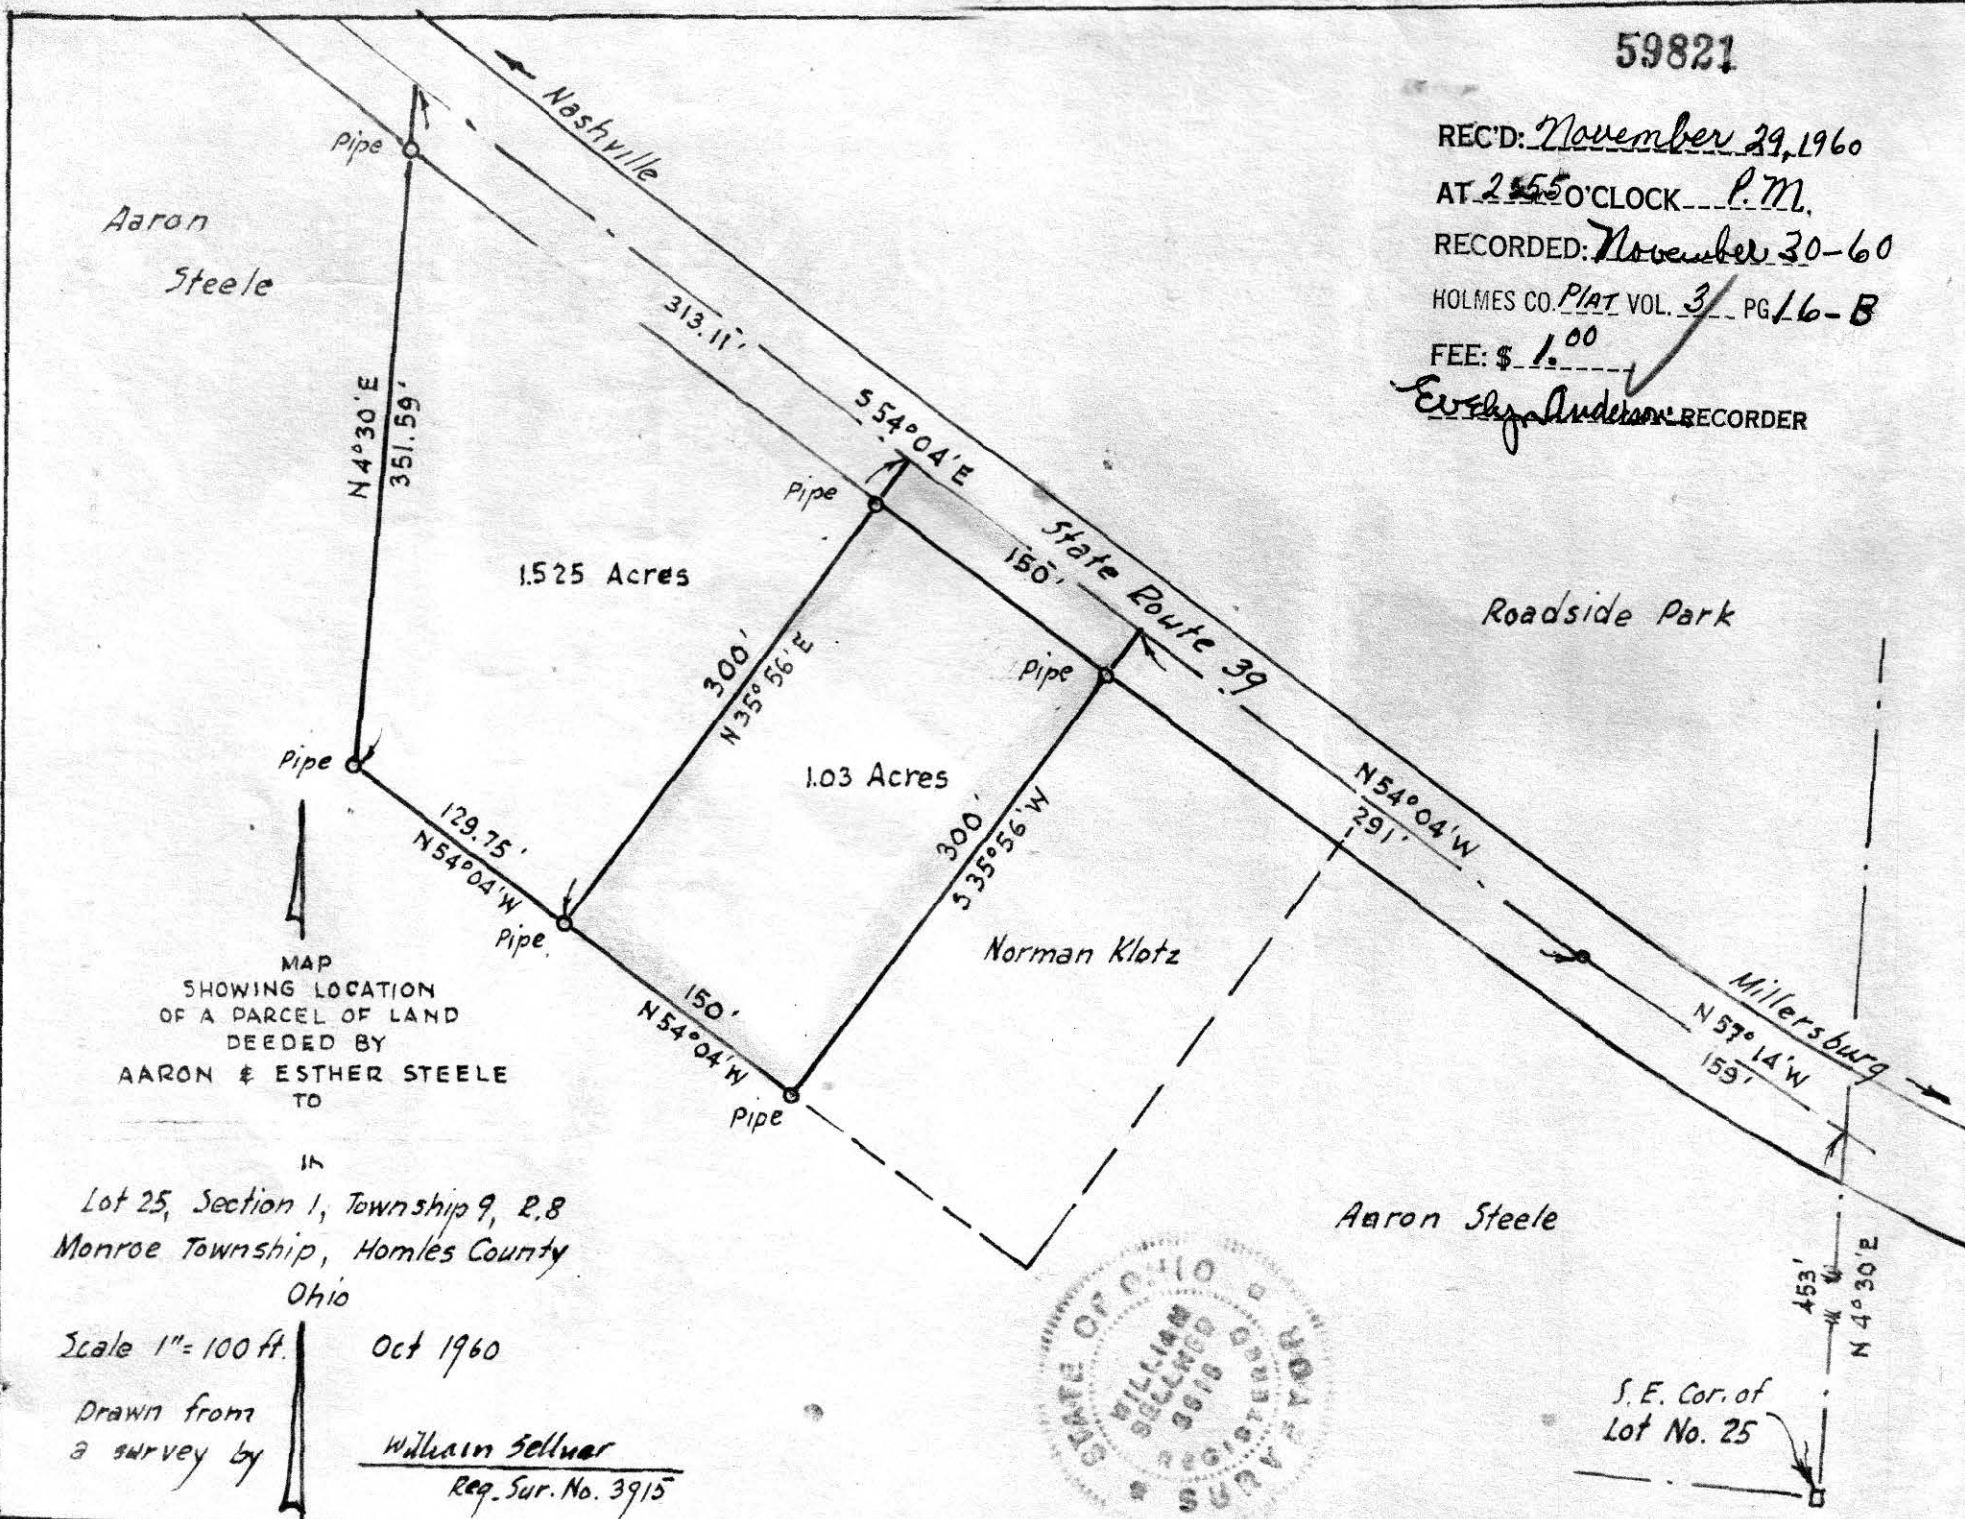 59821
REC'D: November 29, 1960
AT 2:55 O'CLOCK P.M.
RECORDED: November 30-60
HOLMES CO. PLAT VOL. 3 PG. 16-B
FEE: $ 1.00
Evelyn Anderson RECORDER
Nashville
Pipe
Aaron
Steele
313.11'
N 4° 30' E
351.59'
S 54° 04' E
Pipe
State Route 39
150'
1.525 Acres
Roadside Park
300'
N 35° 56' E
Pipe
Pipe
1.03 Acres
300'
S 35° 56' W
N 54° 04' W
291'
129.75'
N 54° 04' W
Pipe
Norman Klotz
150'
N 54° 04' W
Pipe
Millersburg
N 57° 14' W
159'
MAP
SHOWING LOCATION
OF A PARCEL OF LAND
DEEDED BY
AARON & ESTHER STEELE
TO
IN
Lot 25, Section 1, Township 9, R.8
Monroe Township, Homles County
Ohio
Scale 1" = 100 ft.
Oct 1960
Drawn from
a survey by
William Sellner
Reg. Sur. No. 3915
Aaron Steele
453'
N 4° 30' E
S.E. Cor. of
Lot No. 25
STATE OF OHIO
WILLIAM
REGISTERED
SURVEYOR